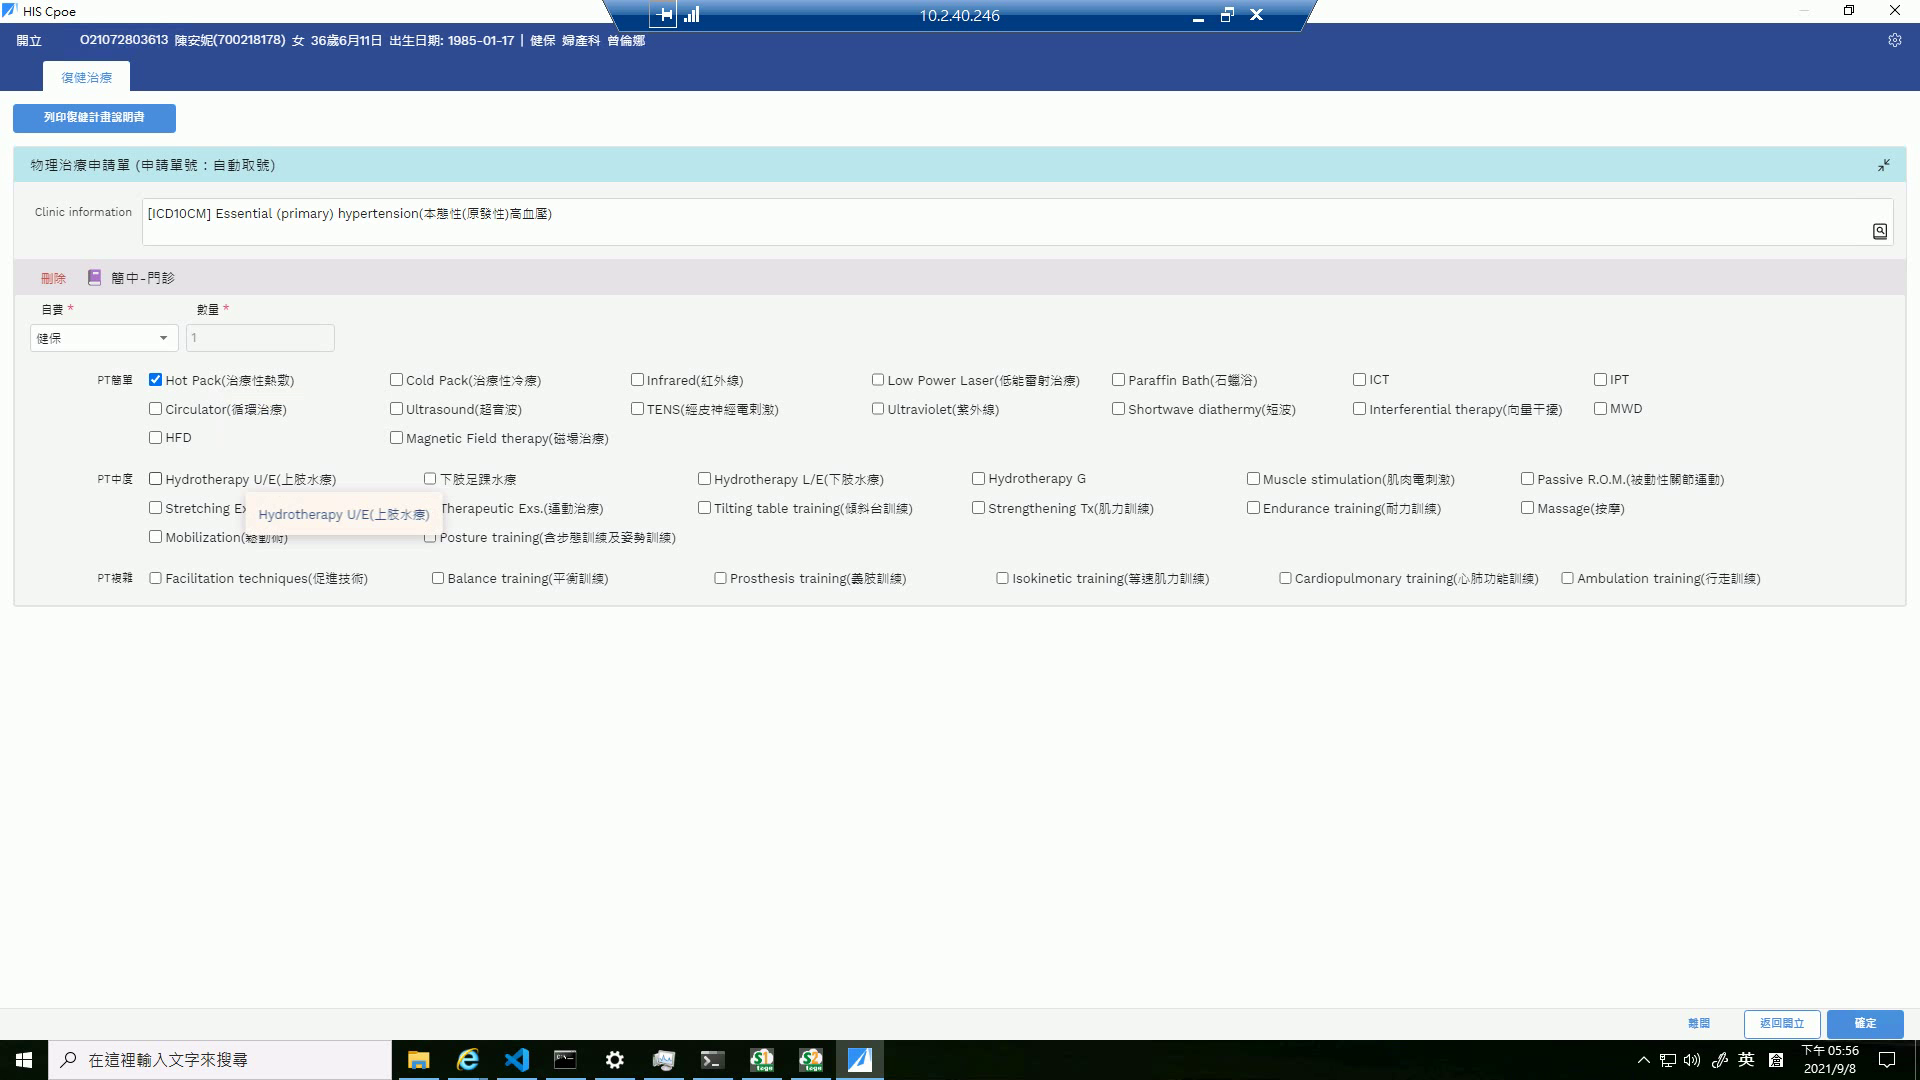 HIS Cpoe
10.2.40.246
開立 O21072803613 陳安妮(700218178) 女 36歲6月11日 出生日期: 1985-01-17 | 健保 婦產科 曾倫娜
復健治療
列印復健計畫說明書
物理治療申請單 (申請單號：自動取號)
Clinic information [ICD10CM] Essential (primary) hypertension(本態性(原發性)高血壓)
刪除 簡中-門診
自費 * 數量 *
健保 1
PT簡單 Hot Pack(治療性熱敷) Cold Pack(治療性冷療) Infrared(紅外線) Low Power Laser(低能雷射治療) Paraffin Bath(石蠟浴) ICT IPT
Circulator(循環治療) Ultrasound(超音波) TENS(經皮神經電刺激) Ultraviolet(紫外線) Shortwave diathermy(短波) Interferential therapy(向量干擾) MWD
HFD Magnetic Field therapy(磁場治療)
PT中度 Hydrotherapy U/E(上肢水療) 下肢足踝水療 Hydrotherapy L/E(下肢水療) Hydrotherapy G Muscle stimulation(肌肉電刺激) Passive R.O.M.(被動性關節運動)
Stretching Ex Therapeutic Exs.(運動治療) Tilting table training(傾斜台訓練) Strengthening Tx(肌力訓練) Endurance training(耐力訓練) Massage(按摩)
Hydrotherapy U/E(上肢水療)
Mobilization(鬆動術) Posture training(含步態訓練及姿勢訓練)
PT複雜 Facilitation techniques(促進技術) Balance training(平衡訓練) Prosthesis training(義肢訓練) Isokinetic training(等速肌力訓練) Cardiopulmonary training(心肺功能訓練) Ambulation training(行走訓練)
離開 返回開立 確定
在這裡輸入文字來搜尋
英
下午 05:56
2021/9/8